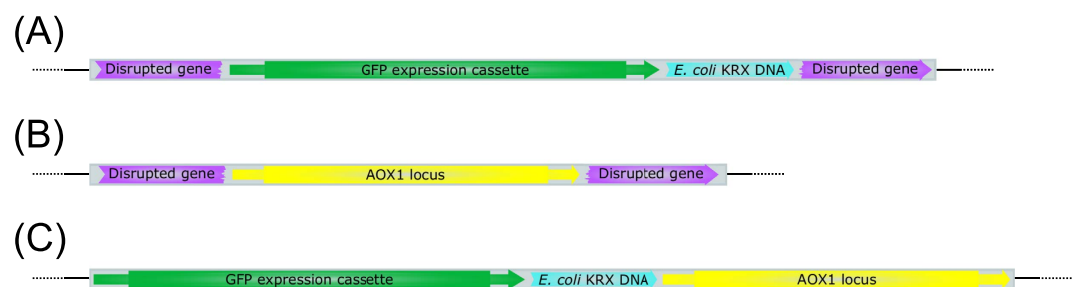 (A)
Disrupted gene GFP expression cassette E. coli KRX DNA Disrupted gene
(B)
Disrupted gene AOX1 locus Disrupted gene
(C)
GFP expression cassette E. coli KRX DNA AOX1 locus